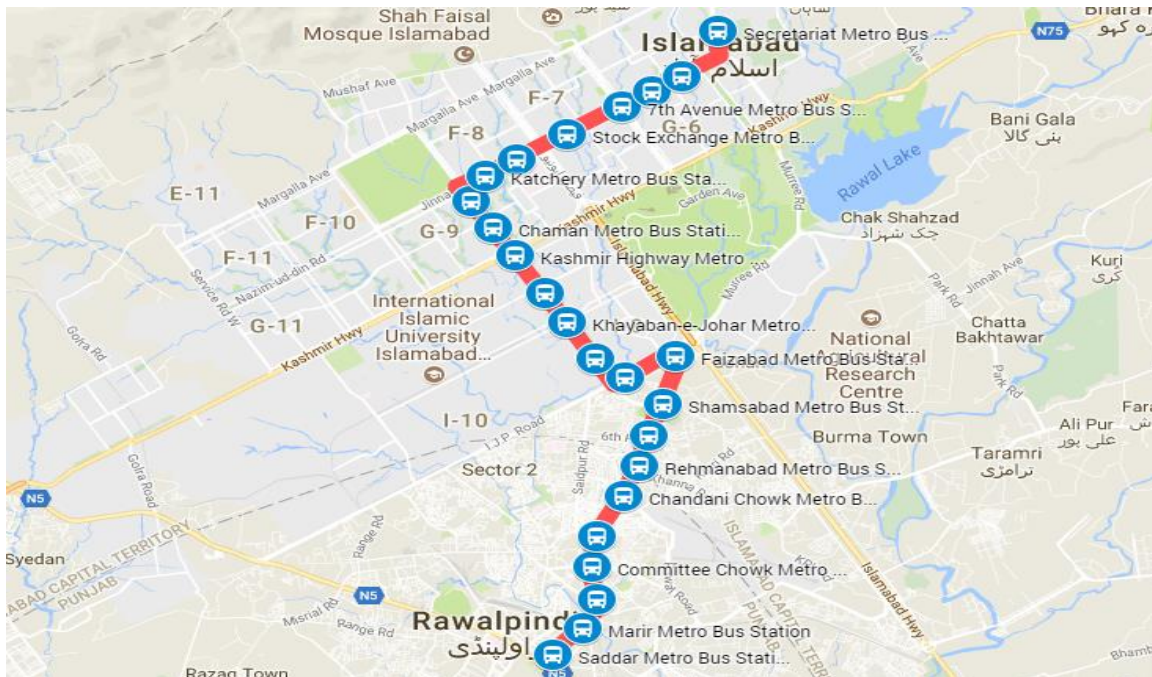 Shah Faisal
Mosque Islamabad
Secretariat Metro Bus ...
N75
Islamabad
اسلام آباد
Mushaf Ave
Margalla Ave
F-7
7th Avenue Metro Bus S...
G-6
Kashmir Hwy
Bani Gala
بنی گالا
Margalla Ave
F-8
Stock Exchange Metro B...
Rawal Lake
E-11
Margalla Ave
Katchery Metro Bus Sta...
Murree Rd
Garden Ave
F-10
Kashmir Hwy
Chak Shahzad
چک شہزاد
G-9
Chaman Metro Bus Stati...
Islamabad Hwy
F-11
Nazim-ud-din Rd
Kashmir Highway Metro ...
Murree Rd
Kuri
کری
Service Rd W
Park Rd
Jinnah Ave
International
Islamic
University
Islamabad...
G-11
Golra Rd
Kashmir Hwy
Khayaban-e-Johar Metro...
National
Agricultural
Research
Centre
Chatta
Bakhtawar
Faizabad Metro Bus Sta...
Park Rd
I-10
I.J.P. Road
Shamsabad Metro Bus St...
Ali Pur
علی پور
Burma Town
Saidpur Rd
Taramri
ترامڑی
Sector 2
Rehmanabad Metro Bus S...
Golra Road
N5
Chandani Chowk Metro B...
Syedan
ISLAMABAD CAPITAL TERRITORY
PUNJAB
Range Rd
Committee Chowk Metro ...
Islamabad Hwy
N5
Misrial Rd
Range Rd
Rawalpindi
راولپنڈی
Marir Metro Bus Station
Saddar Metro Bus Stati...
N5
Razaq Town